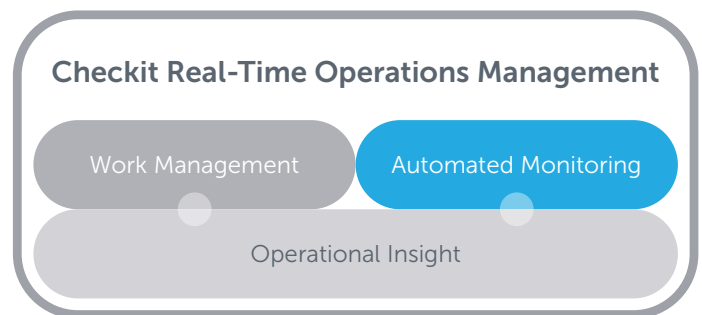 Checkit Real-Time Operations Management
Work Management
Automated Monitoring
Operational Insight